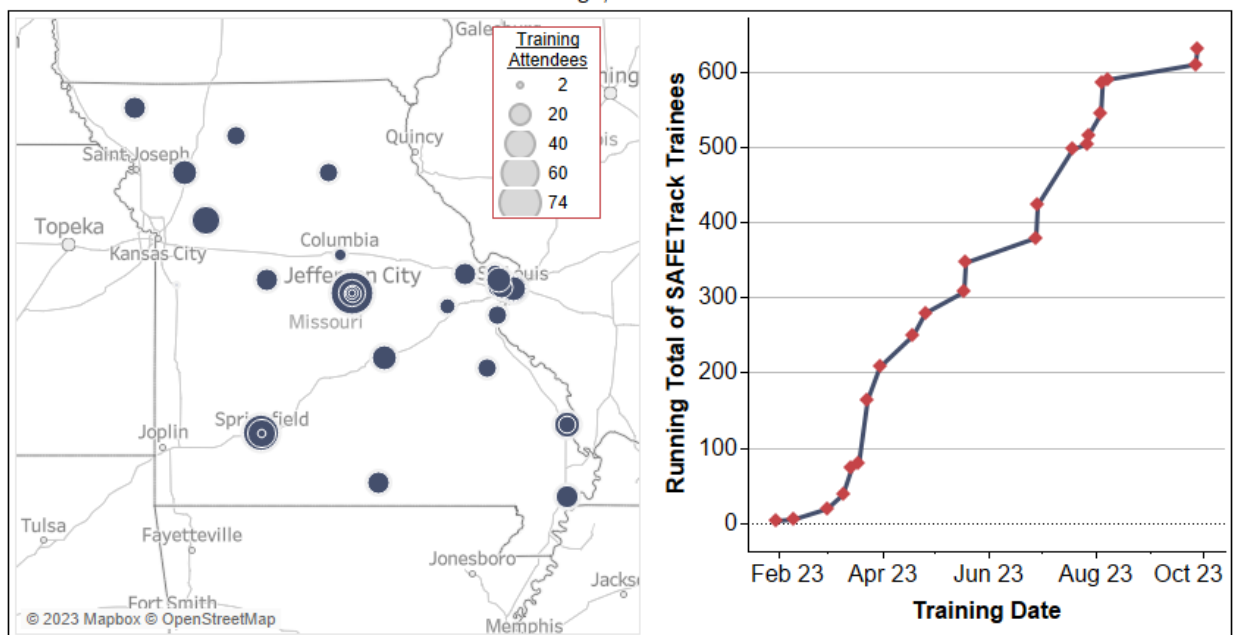 Galesburg
Training
Attendees
2
20
40
60
74
Quincy
Saint Joseph
Topeka
Kansas City
Columbia
Jefferson City
St Louis
Missouri
Springfield
Joplin
Tulsa
Fayetteville
Jonesboro
Fort Smith
Memphis
© 2023 Mapbox © OpenStreetMap
Running Total of SAFETrack Trainees
600
500
400
300
200
100
0
Feb 23
Apr 23
Jun 23
Aug 23
Oct 23
Training Date